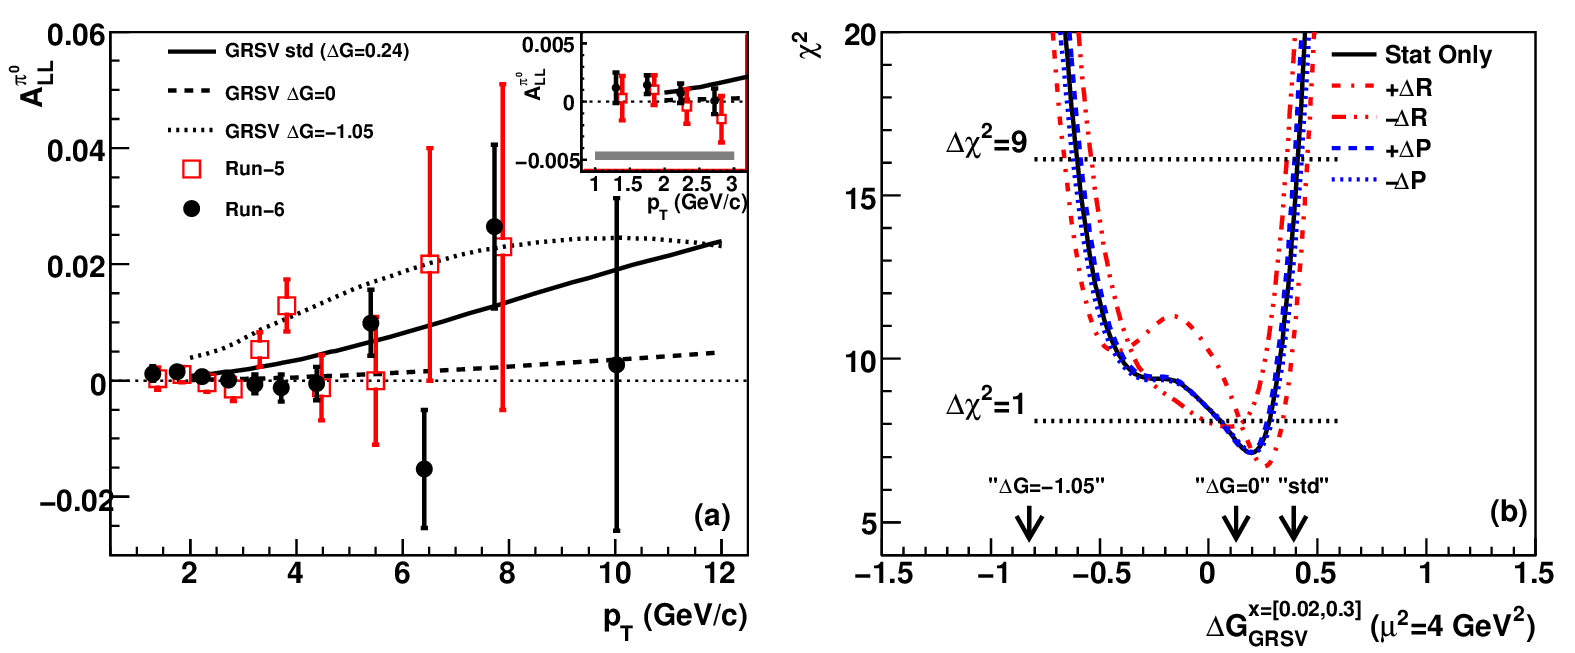 0.06
0.04
0.02
0
−0.02
A_LL^π⁰
GRSV std (ΔG=0.24)
GRSV ΔG=0
GRSV ΔG=−1.05
Run−5
Run−6
0.005
0
−0.005
A_LL^π⁰
1 1.5 2 2.5 3
p_T (GeV/c)
(a)
2 4 6 8 10 12
p_T (GeV/c)
χ²
20
15
10
5
Stat Only
+ΔR
−ΔR
+ΔP
−ΔP
Δχ²=9
Δχ²=1
"ΔG=−1.05" "ΔG=0" "std"
(b)
−1.5 −1 −0.5 0 0.5 1 1.5
ΔG_GRSV^x=[0.02,0.3] (μ²=4 GeV²)